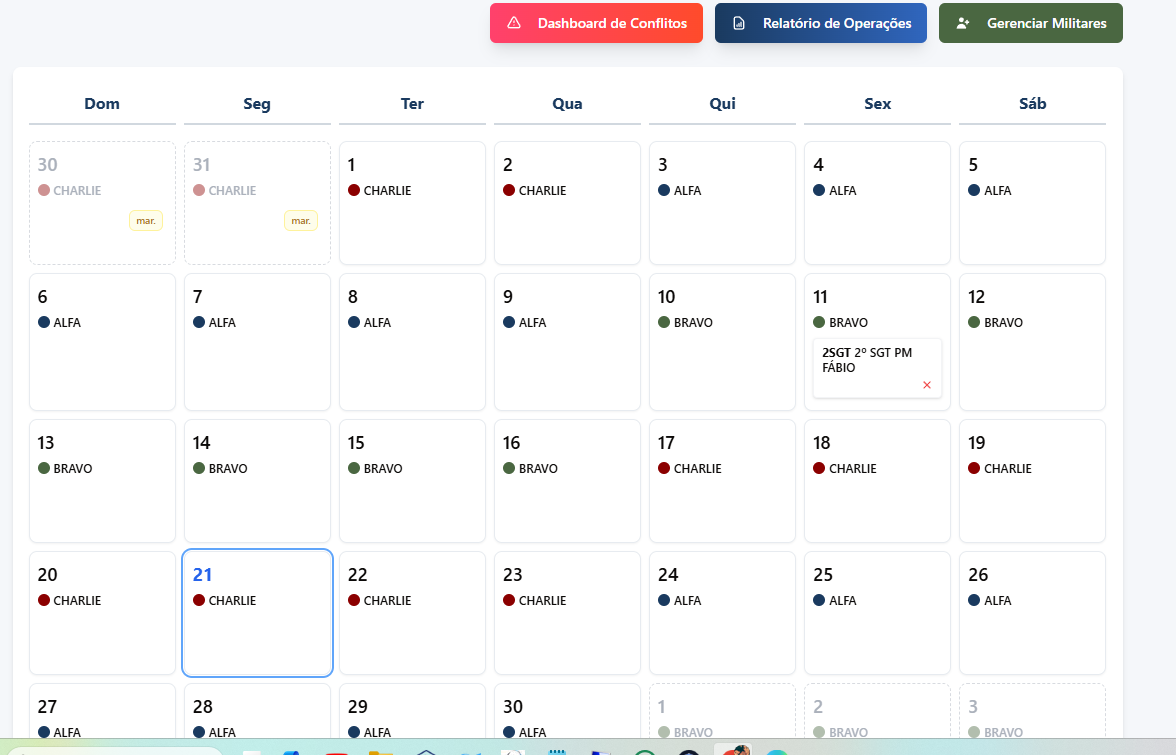 Dashboard de Conflitos
Relatório de Operações
Gerenciar Militares
Dom Seg Ter Qua Qui Sex Sáb
30 31 1 2 3 4 5
CHARLIE CHARLIE CHARLIE CHARLIE ALFA ALFA ALFA
mar. mar.
6 7 8 9 10 11 12
ALFA ALFA ALFA ALFA BRAVO BRAVO BRAVO
2SGT 2º SGT PM
FÁBIO
13 14 15 16 17 18 19
BRAVO BRAVO BRAVO BRAVO CHARLIE CHARLIE CHARLIE
20 21 22 23 24 25 26
CHARLIE CHARLIE CHARLIE CHARLIE ALFA ALFA ALFA
27 28 29 30 1 2 3
ALFA ALFA ALFA ALFA BRAVO BRAVO BRAVO